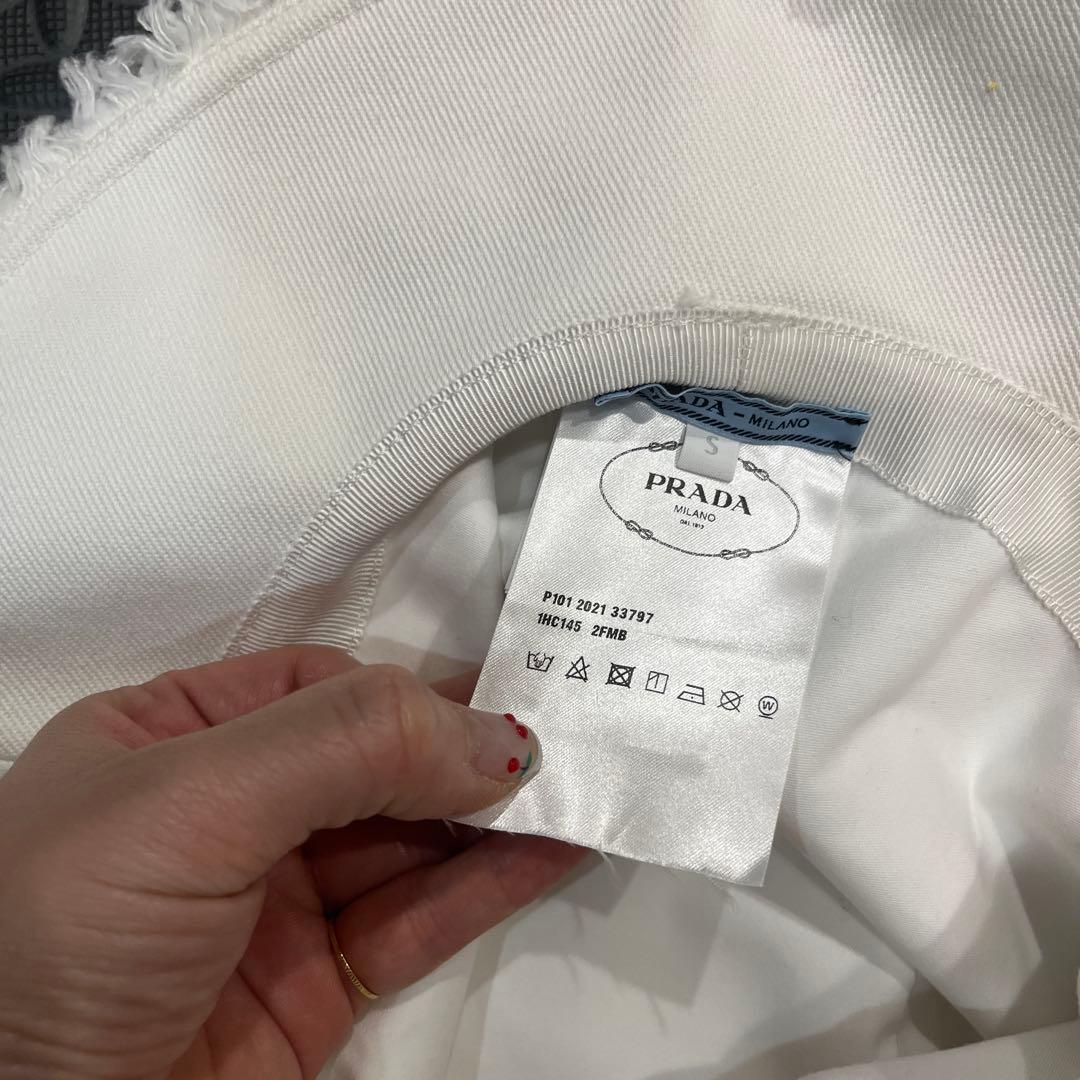 PRADA - MILANO
S
PRADA
MILANO
DAL 1913
P101 2021 33797
1HC145 2FMB
W